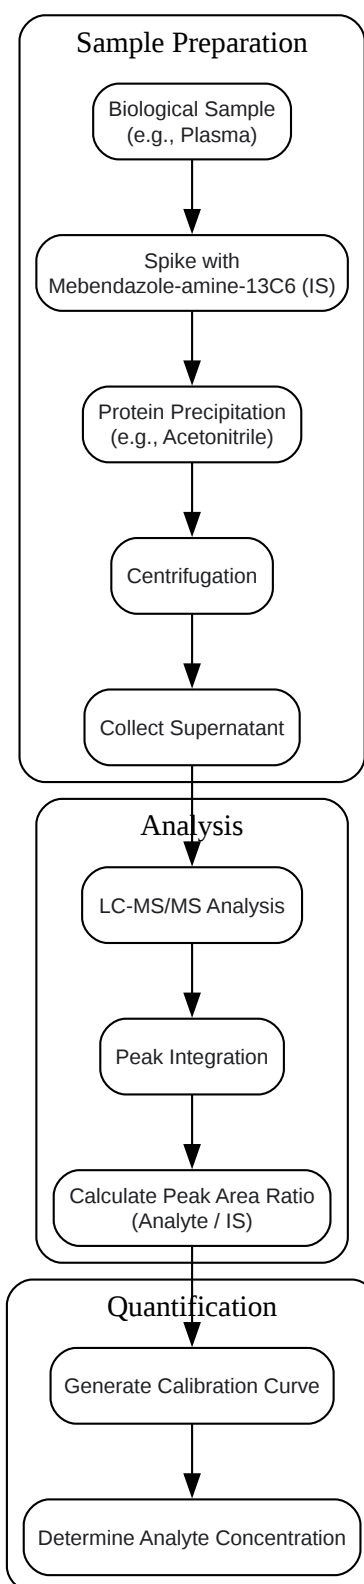 Sample Preparation
Biological Sample
(e.g., Plasma)
Spike with
Mebendazole-amine-13C6 (IS)
Protein Precipitation
(e.g., Acetonitrile)
Centrifugation
Collect Supernatant
Analysis
LC-MS/MS Analysis
Peak Integration
Calculate Peak Area Ratio
(Analyte / IS)
Quantification
Generate Calibration Curve
Determine Analyte Concentration